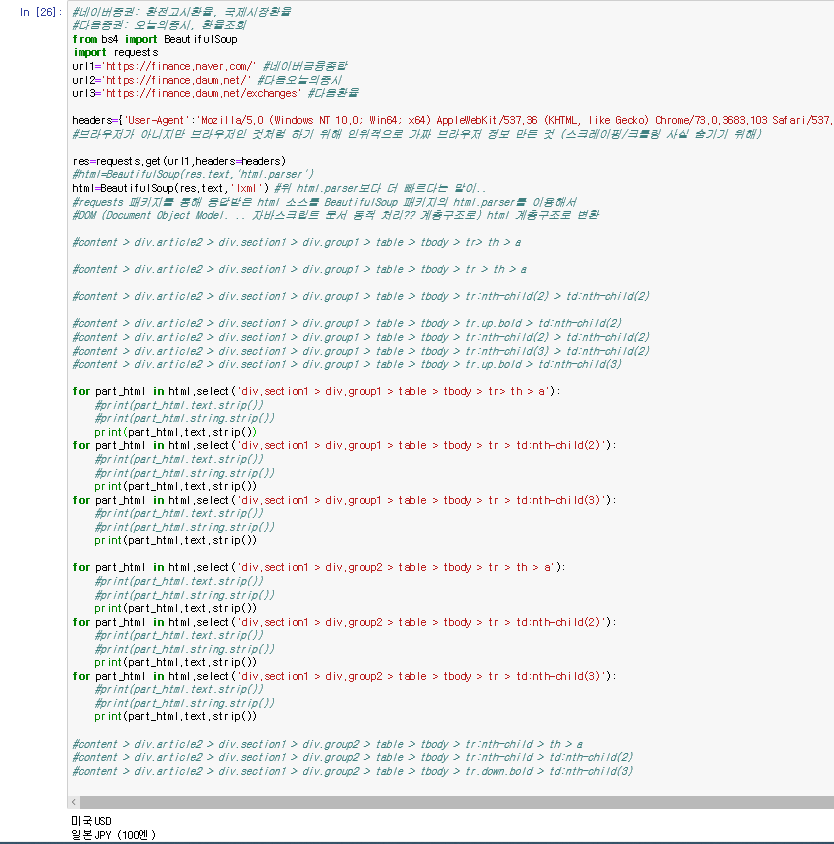 In [26]:
#네이버증권: 환전고시환율, 국제시장환율
#다음증권: 오늘의증시, 환율조회
from bs4 import BeautifulSoup
import requests
url1='https://finance.naver.com/' #네이버금융종합
url2='https://finance.daum.net/' #다음오늘의증시
url3='https://finance.daum.net/exchanges' #다음환율
headers={'User-Agent':'Mozilla/5.0 (Windows NT 10.0; Win64; x64) AppleWebKit/537.36 (KHTML, like Gecko) Chrome/73.0.3683.103 Safari/537.
#브라우저가 아니지만 브라우저인 것처럼 하기 위해 인위적으로 가짜 브라우저 정보 만든 것 (스크레이핑/크롤링 사실 숨기기 위해)
res=requests.get(url1,headers=headers)
#html=BeautifulSoup(res.text,'html.parser')
html=BeautifulSoup(res.text,'lxml') #위 html.parser보다 더 빠르다는 말이..
#requests 패키지를 통해 응답받은 html 소스를 BeautifulSoup 패키지의 html.parser를 이용해서
#DOM (Document Object Model. .. 자바스크립트 문서 동적 처리?? 계층구조로) html 계층구조로 변환
#content > div.article2 > div.section1 > div.group1 > table > tbody > tr> th > a
#content > div.article2 > div.section1 > div.group1 > table > tbody > tr > th > a
#content > div.article2 > div.section1 > div.group1 > table > tbody > tr:nth-child(2) > td:nth-child(2)
#content > div.article2 > div.section1 > div.group1 > table > tbody > tr.up.bold > td:nth-child(2)
#content > div.article2 > div.section1 > div.group1 > table > tbody > tr:nth-child(2) > td:nth-child(2)
#content > div.article2 > div.section1 > div.group1 > table > tbody > tr:nth-child(3) > td:nth-child(2)
#content > div.article2 > div.section1 > div.group1 > table > tbody > tr.up.bold > td:nth-child(3)
for part_html in html.select('div.section1 > div.group1 > table > tbody > tr> th > a'):
    #print(part_html.text.strip())
    #print(part_html.string.strip())
    print(part_html.text.strip())
for part_html in html.select('div.section1 > div.group1 > table > tbody > tr > td:nth-child(2)'):
    #print(part_html.text.strip())
    #print(part_html.string.strip())
    print(part_html.text.strip())
for part_html in html.select('div.section1 > div.group1 > table > tbody > tr > td:nth-child(3)'):
    #print(part_html.text.strip())
    #print(part_html.string.strip())
    print(part_html.text.strip())
for part_html in html.select('div.section1 > div.group2 > table > tbody > tr > th > a'):
    #print(part_html.text.strip())
    #print(part_html.string.strip())
    print(part_html.text.strip())
for part_html in html.select('div.section1 > div.group2 > table > tbody > tr > td:nth-child(2)'):
    #print(part_html.text.strip())
    #print(part_html.string.strip())
    print(part_html.text.strip())
for part_html in html.select('div.section1 > div.group2 > table > tbody > tr > td:nth-child(3)'):
    #print(part_html.text.strip())
    #print(part_html.string.strip())
    print(part_html.text.strip())
#content > div.article2 > div.section1 > div.group2 > table > tbody > tr:nth-child > th > a
#content > div.article2 > div.section1 > div.group2 > table > tbody > tr:nth-child > td:nth-child(2)
#content > div.article2 > div.section1 > div.group2 > table > tbody > tr.down.bold > td:nth-child(3)
미국 USD
일본 JPY (100엔)